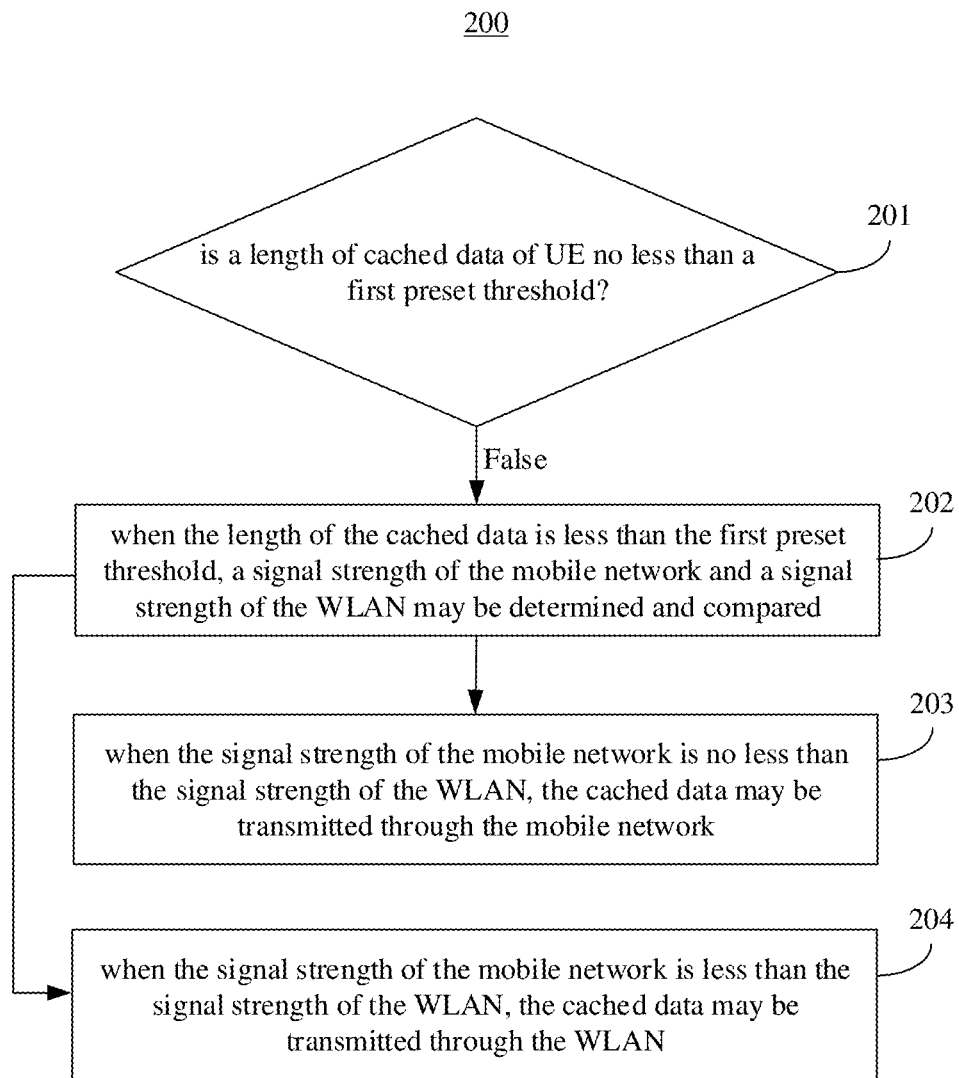 200
201
is a length of cached data of UE no less than a
first preset threshold?
False
202
when the length of the cached data is less than the first preset
threshold, a signal strength of the mobile network and a signal
strength of the WLAN may be determined and compared
203
when the signal strength of the mobile network is no less than
the signal strength of the WLAN, the cached data may be
transmitted through the mobile network
204
when the signal strength of the mobile network is less than the
signal strength of the WLAN, the cached data may be
transmitted through the WLAN